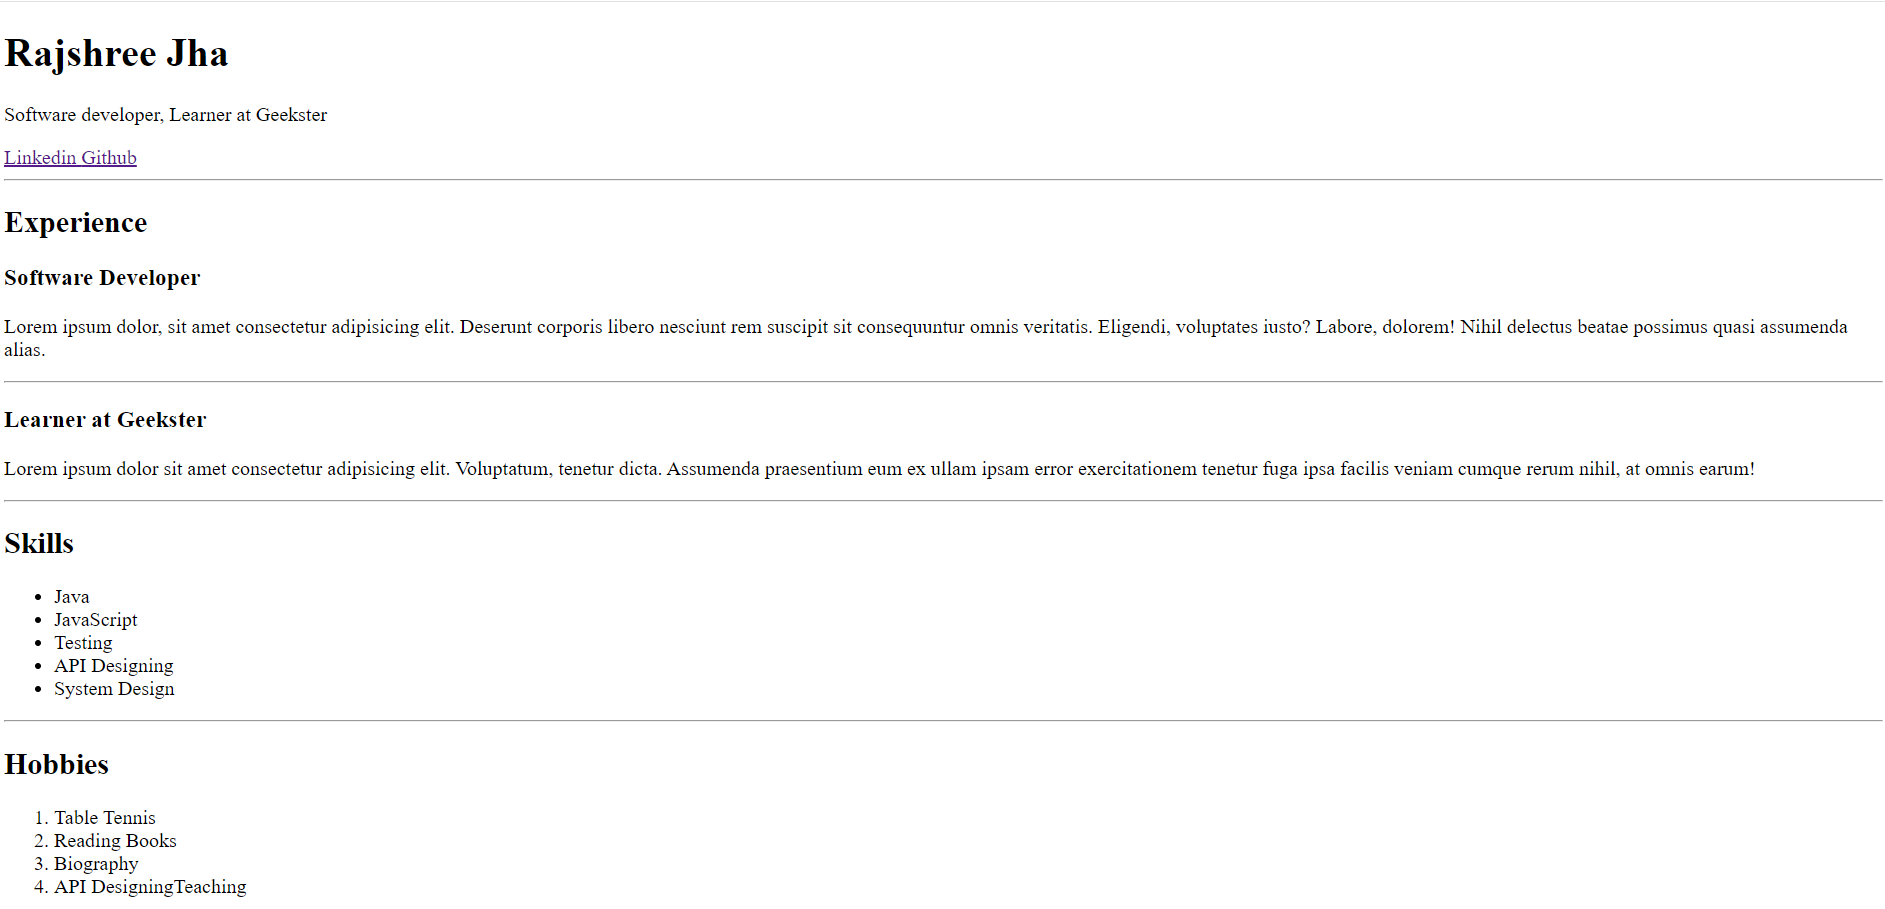 Rajshree Jha
Software developer, Learner at Geekster
Linkedin Github
Experience
Software Developer
Lorem ipsum dolor, sit amet consectetur adipisicing elit. Deserunt corporis libero nesciunt rem suscipit sit consequuntur omnis veritatis. Eligendi, voluptates iusto? Labore, dolorem! Nihil delectus beatae possimus quasi assumenda
alias.
Learner at Geekster
Lorem ipsum dolor sit amet consectetur adipisicing elit. Voluptatum, tenetur dicta. Assumenda praesentium eum ex ullam ipsam error exercitationem tenetur fuga ipsa facilis veniam cumque rerum nihil, at omnis earum!
Skills
• Java
• JavaScript
• Testing
• API Designing
• System Design
Hobbies
1. Table Tennis
2. Reading Books
3. Biography
4. API DesigningTeaching